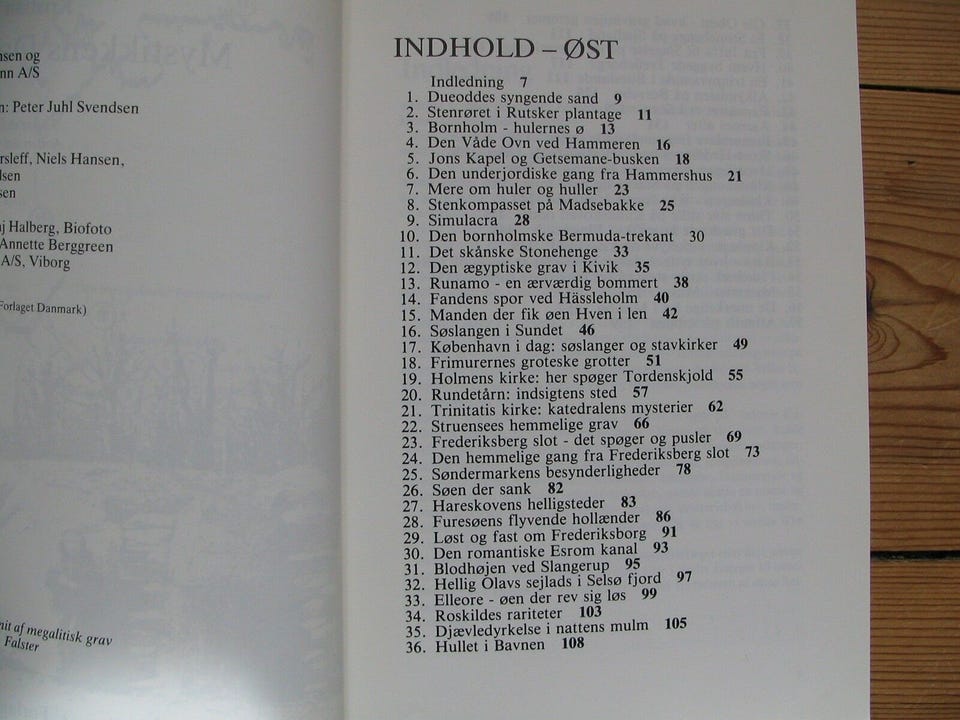 nsen og
nn A/S
n: Peter Juhl Svendsen
rsleff, Niels Hansen,
lsen
sen
j Halberg, Biofoto
Annette Berggreen
A/S, Viborg
Forlaget Danmark)
nit af megalitisk grav
Falster
INDHOLD – ØST
Indledning 7
1. Dueoddes syngende sand 9
2. Stenrøret i Rutsker plantage 11
3. Bornholm - hulernes ø 13
4. Den Våde Ovn ved Hammeren 16
5. Jons Kapel og Getsemane-busken 18
6. Den underjordiske gang fra Hammershus 21
7. Mere om huler og huller 23
8. Stenkompasset på Madsebakke 25
9. Simulacra 28
10. Den bornholmske Bermuda-trekant 30
11. Det skånske Stonehenge 33
12. Den ægyptiske grav i Kivik 35
13. Runamo - en ærværdig bommert 38
14. Fandens spor ved Hässleholm 40
15. Manden der fik øen Hven i len 42
16. Søslangen i Sundet 46
17. København i dag: søslanger og stavkirker 49
18. Frimurernes groteske grotter 51
19. Holmens kirke: her spøger Tordenskjold 55
20. Rundetårn: indsigtens sted 57
21. Trinitatis kirke: katedralens mysterier 62
22. Struensees hemmelige grav 66
23. Frederiksberg slot - det spøger og pusler 69
24. Den hemmelige gang fra Frederiksberg slot 73
25. Søndermarkens besynderligheder 78
26. Søen der sank 82
27. Hareskovens helligsteder 83
28. Furesøens flyvende hollænder 86
29. Løst og fast om Frederiksborg 91
30. Den romantiske Esrom kanal 93
31. Blodhøjen ved Slangerup 95
32. Hellig Olavs sejlads i Selsø fjord 97
33. Elleore - øen der rev sig løs 99
34. Roskildes rariteter 103
35. Djævledyrkelse i nattens mulm 105
36. Hullet i Bavnen 108